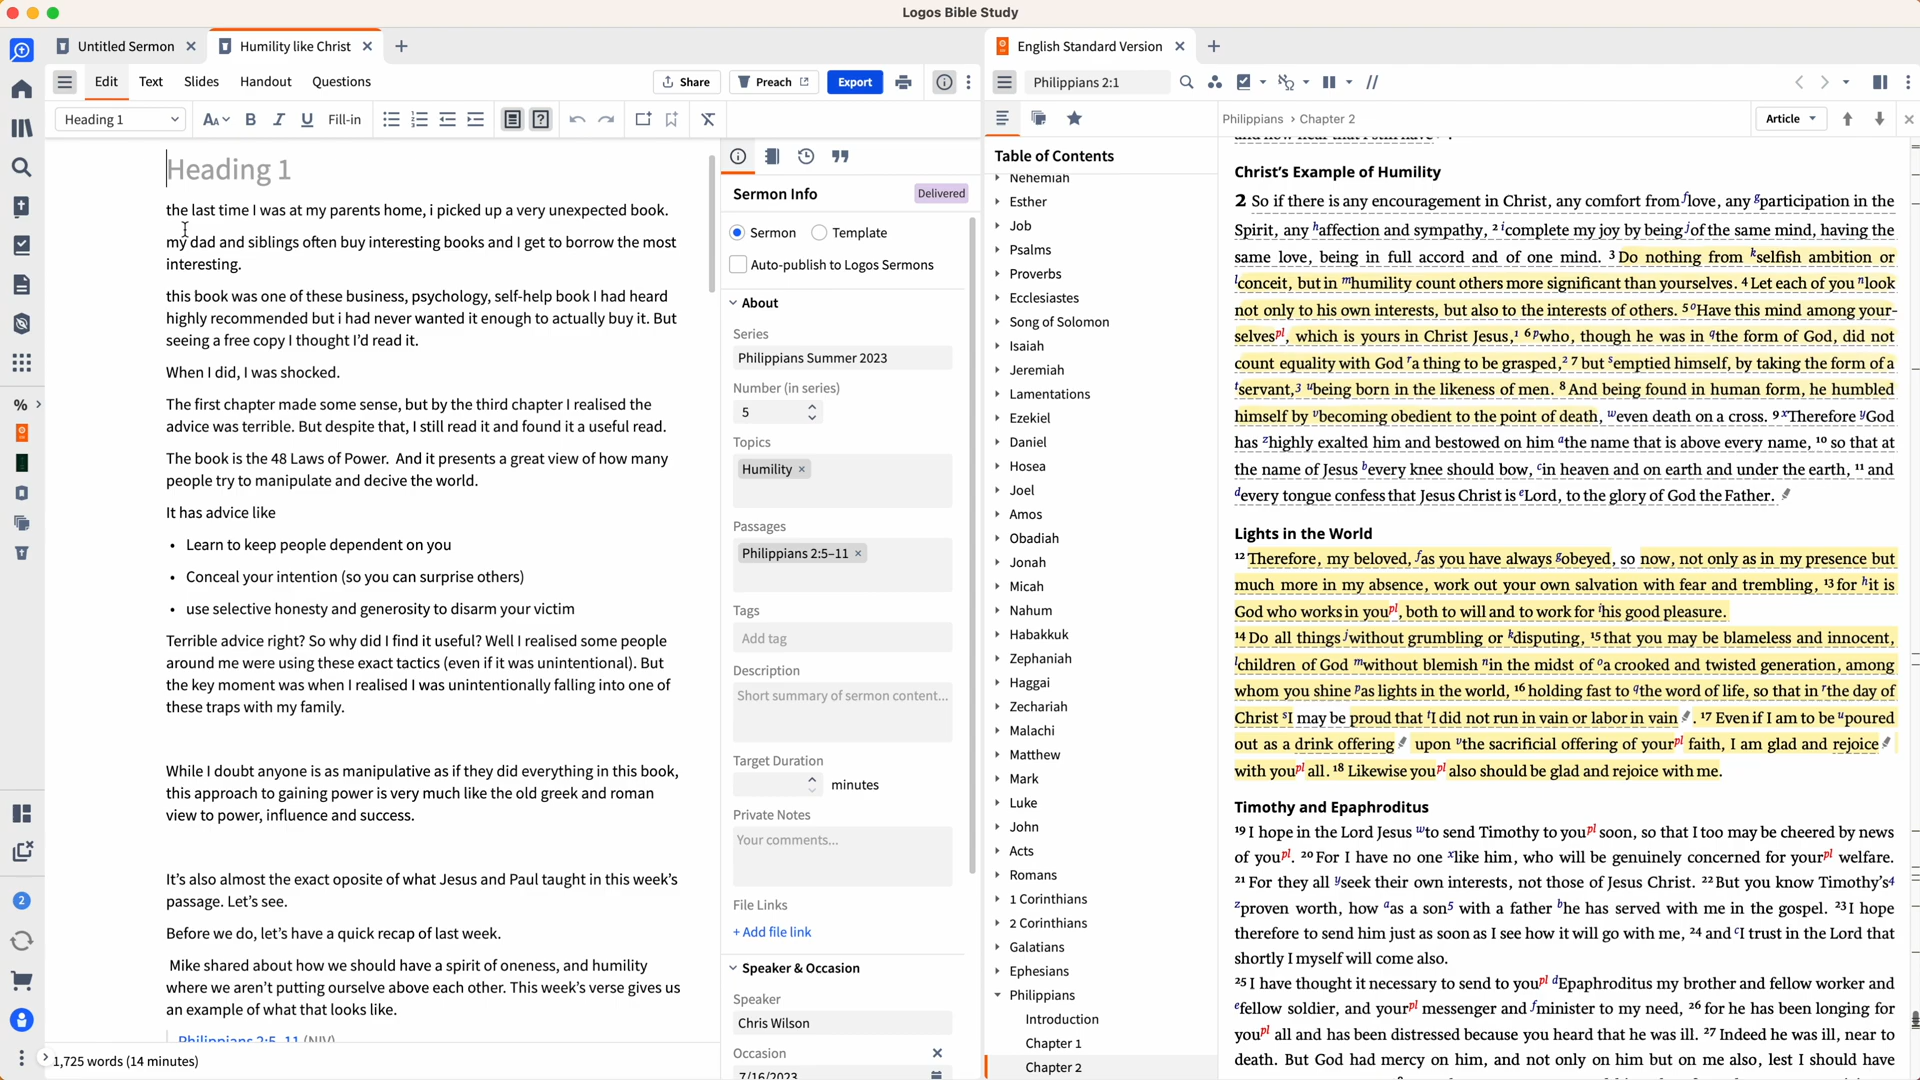 Logos Bible Study
Untitled Sermon
Humility like Christ
English Standard Version
Edit
Text
Slides
Handout
Questions
Share
Preach
Export
Philippians 2:1
Heading 1
Fill-in
Philippians › Chapter 2
Article
Heading 1
the last time I was at my parents home, i picked up a very unexpected book.
my dad and siblings often buy interesting books and I get to borrow the most
interesting.
this book was one of these business, psychology, self-help book I had heard
highly recommended but i had never wanted it enough to actually buy it. But
seeing a free copy I thought I’d read it.
When I did, I was shocked.
The first chapter made some sense, but by the third chapter I realised the
advice was terrible. But despite that, I still read it and found it a useful read.
The book is the 48 Laws of Power. And it presents a great view of how many
people try to manipulate and decive the world.
It has advice like
• Learn to keep people dependent on you
• Conceal your intention (so you can surprise others)
• use selective honesty and generosity to disarm your victim
Terrible advice right? So why did I find it useful? Well I realised some people
around me were using these exact tactics (even if it was unintentional). But
the key moment was when I realised I was unintentionally falling into one of
these traps with my family.
While I doubt anyone is as manipulative as if they did everything in this book,
this approach to gaining power is very much like the old greek and roman
view to power, influence and success.
It’s also almost the exact oposite of what Jesus and Paul taught in this week’s
passage. Let’s see.
Before we do, let’s have a quick recap of last week.
Mike shared about how we should have a spirit of oneness, and humility
where we aren’t putting ourselve above each other. This week’s verse gives us
an example of what that looks like.
Philippians 2:5–11 (NIV)
1,725 words (14 minutes)
%
2
Sermon Info
Delivered
Sermon
Template
Auto-publish to Logos Sermons
About
Series
Philippians Summer 2023
Number (in series)
5
Topics
Humility ×
Passages
Philippians 2:5–11 ×
Tags
Add tag
Description
Short summary of sermon content...
Target Duration
minutes
Private Notes
Your comments...
File Links
+ Add file link
Speaker & Occasion
Speaker
Chris Wilson
Occasion
7/16/2023
Table of Contents
Nehemiah
Esther
Job
Psalms
Proverbs
Ecclesiastes
Song of Solomon
Isaiah
Jeremiah
Lamentations
Ezekiel
Daniel
Hosea
Joel
Amos
Obadiah
Jonah
Micah
Nahum
Habakkuk
Zephaniah
Haggai
Zechariah
Malachi
Matthew
Mark
Luke
John
Acts
Romans
1 Corinthians
2 Corinthians
Galatians
Ephesians
Philippians
Introduction
Chapter 1
Chapter 2
Christ’s Example of Humility
2 So if there is any encouragement in Christ, any comfort from f love, any g participation in the
Spirit, any h affection and sympathy, 2 i complete my joy by being j of the same mind, having the
same love, being in full accord and of one mind. 3 Do nothing from k selfish ambition or
l conceit, but in m humility count others more significant than yourselves. 4 Let each of you n look
not only to his own interests, but also to the interests of others. 5 o Have this mind among your-
selves pl, which is yours in Christ Jesus,1 6 p who, though he was in q the form of God, did not
count equality with God r a thing to be grasped,2 7 but s emptied himself, by taking the form of a
t servant,3 u being born in the likeness of men. 8 And being found in human form, he humbled
himself by v becoming obedient to the point of death, w even death on a cross. 9 x Therefore y God
has z highly exalted him and bestowed on him a the name that is above every name, 10 so that at
the name of Jesus b every knee should bow, c in heaven and on earth and under the earth, 11 and
d every tongue confess that Jesus Christ is e Lord, to the glory of God the Father.
Lights in the World
12 Therefore, my beloved, f as you have always g obeyed, so now, not only as in my presence but
much more in my absence, work out your own salvation with fear and trembling, 13 for h it is
God who works in you pl, both to will and to work for i his good pleasure.
14 Do all things j without grumbling or k disputing, 15 that you may be blameless and innocent,
l children of God m without blemish n in the midst of o a crooked and twisted generation, among
whom you shine p as lights in the world, 16 holding fast to q the word of life, so that in r the day of
Christ s I may be proud that t I did not run in vain or labor in vain. 17 Even if I am to be u poured
out as a drink offering upon v the sacrificial offering of your pl faith, I am glad and rejoice
with you pl all. 18 Likewise you pl also should be glad and rejoice with me.
Timothy and Epaphroditus
19 I hope in the Lord Jesus w to send Timothy to you pl soon, so that I too may be cheered by news
of you pl. 20 For I have no one x like him, who will be genuinely concerned for your pl welfare.
21 For they all y seek their own interests, not those of Jesus Christ. 22 But you know Timothy’s4
z proven worth, how a as a son5 with a father b he has served with me in the gospel. 23 I hope
therefore to send him just as soon as I see how it will go with me, 24 and c I trust in the Lord that
shortly I myself will come also.
25 I have thought it necessary to send to you pl d Epaphroditus my brother and fellow worker and
e fellow soldier, and your pl messenger and f minister to my need, 26 for he has been longing for
you pl all and has been distressed because you heard that he was ill. 27 Indeed he was ill, near to
death. But God had mercy on him, and not only on him but on me also, lest I should have